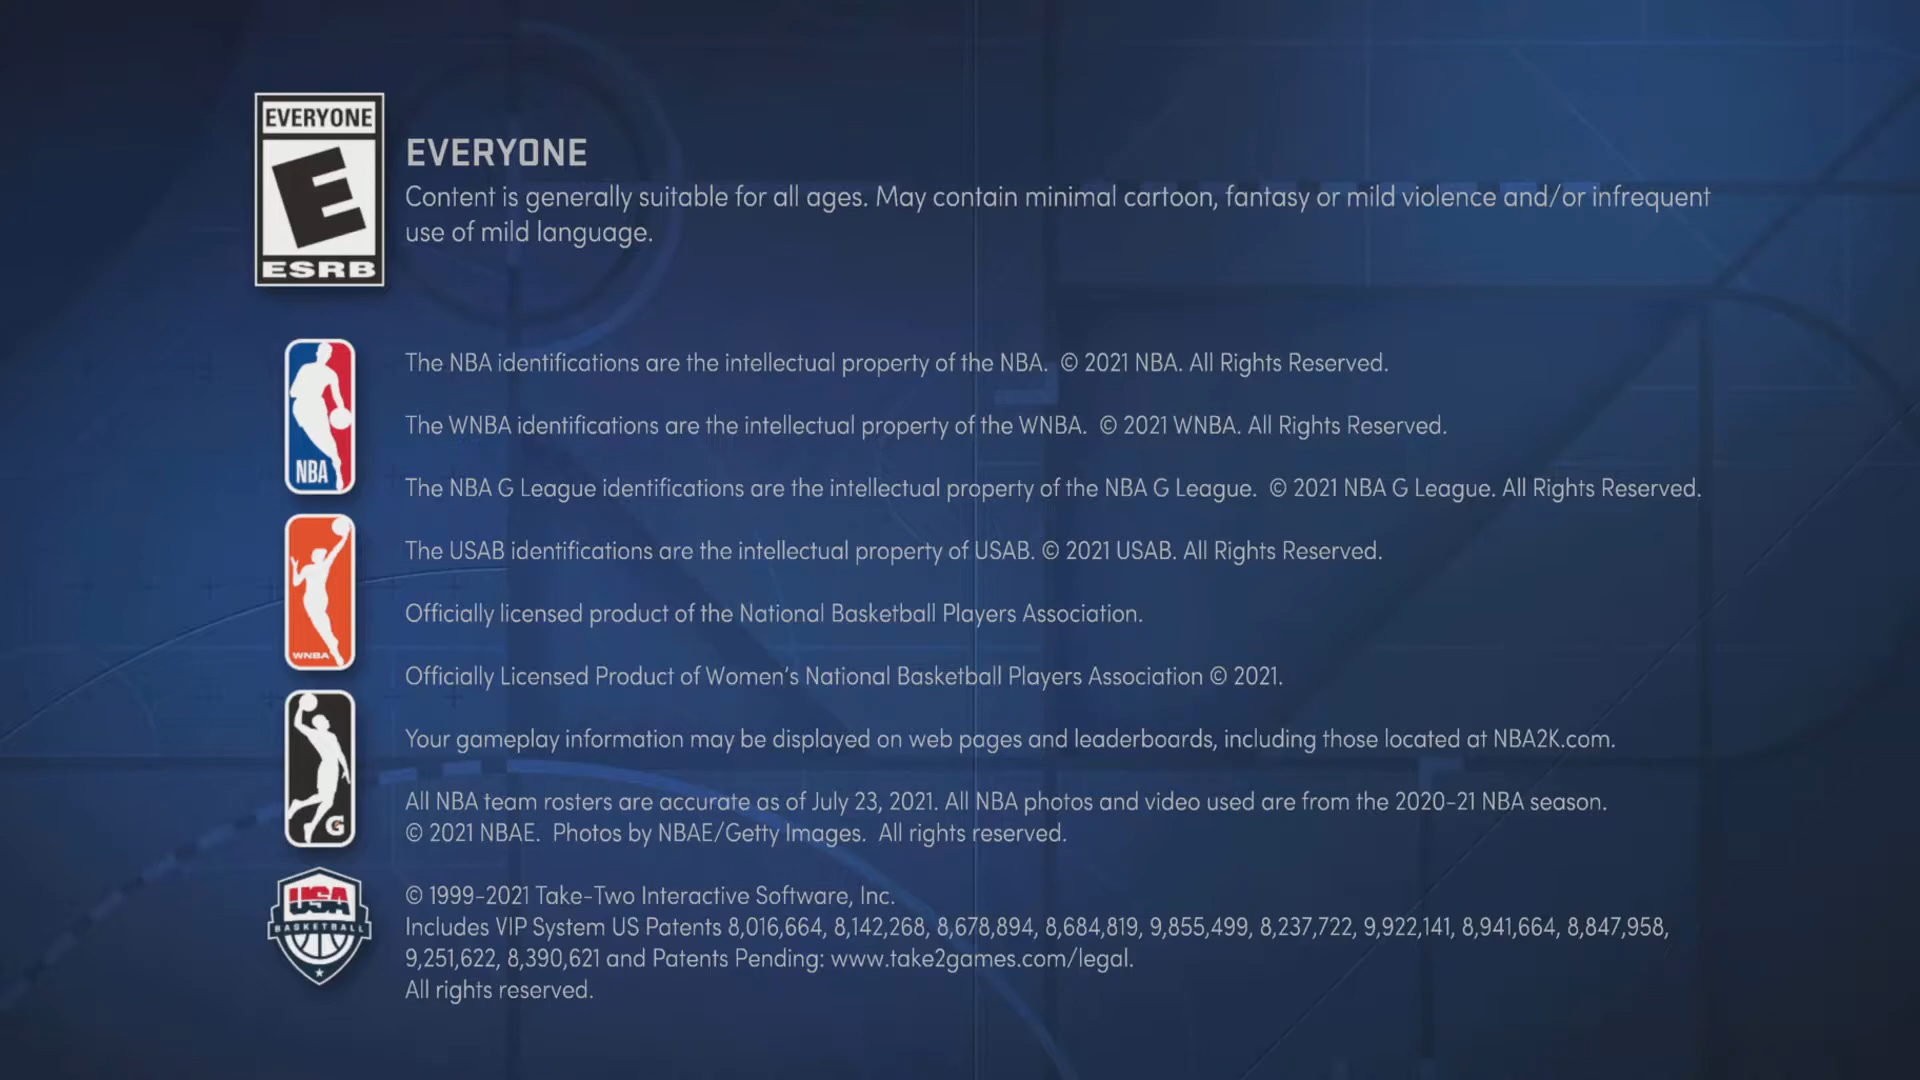 EVERYONE
E
ESRB
EVERYONE
Content is generally suitable for all ages. May contain minimal cartoon, fantasy or mild violence and/or infrequent
use of mild language.
NBA
The NBA identifications are the intellectual property of the NBA.  © 2021 NBA. All Rights Reserved.
The WNBA identifications are the intellectual property of the WNBA.  © 2021 WNBA. All Rights Reserved.
The NBA G League identifications are the intellectual property of the NBA G League.  © 2021 NBA G League. All Rights Reserved.
WNBA
The USAB identifications are the intellectual property of USAB. © 2021 USAB. All Rights Reserved.
Officially licensed product of the National Basketball Players Association.
Officially Licensed Product of Women's National Basketball Players Association © 2021.
G
Your gameplay information may be displayed on web pages and leaderboards, including those located at NBA2K.com.
All NBA team rosters are accurate as of July 23, 2021. All NBA photos and video used are from the 2020-21 NBA season.
© 2021 NBAE.  Photos by NBAE/Getty Images.  All rights reserved.
USA
BASKETBALL
© 1999-2021 Take-Two Interactive Software, Inc.
Includes VIP System US Patents 8,016,664, 8,142,268, 8,678,894, 8,684,819, 9,855,499, 8,237,722, 9,922,141, 8,941,664, 8,847,958,
9,251,622, 8,390,621 and Patents Pending: www.take2games.com/legal.
All rights reserved.